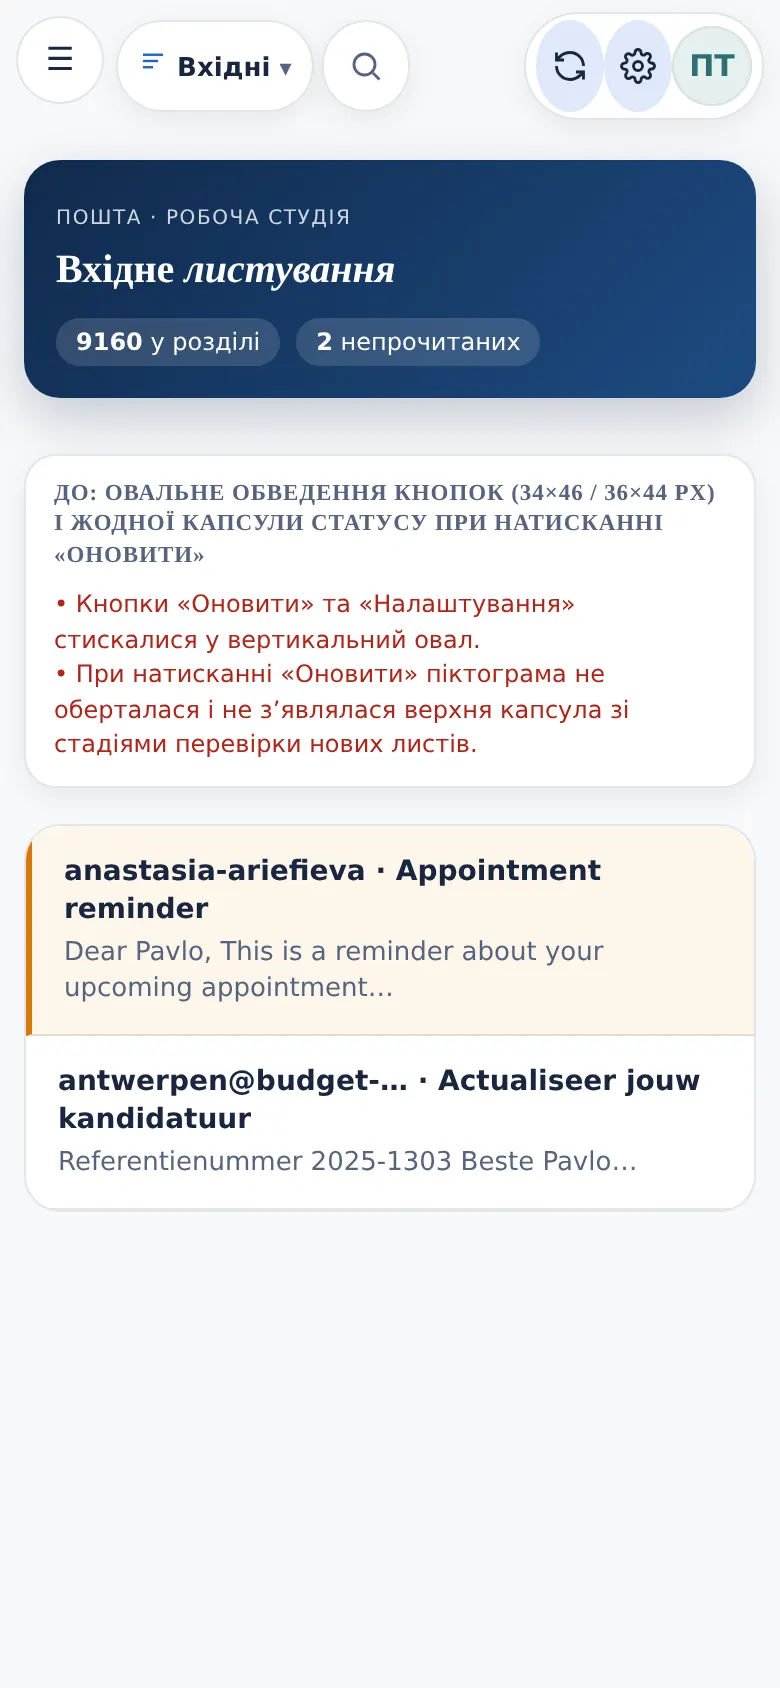 ☰ Вхідні ▾ ПТ
ПОШТА · РОБОЧА СТУДІЯ
Вхідне листування
9160 у розділі 2 непрочитаних
ДО: ОВАЛЬНЕ ОБВЕДЕННЯ КНОПОК (34×46 / 36×44 PX)
І ЖОДНОЇ КАПСУЛИ СТАТУСУ ПРИ НАТИСКАННІ
«ОНОВИТИ»
• Кнопки «Оновити» та «Налаштування»
стискалися у вертикальний овал.
• При натисканні «Оновити» піктограма не
оберталася і не з’являлася верхня капсула зі
стадіями перевірки нових листів.
anastasia-ariefieva · Appointment
reminder
Dear Pavlo, This is a reminder about your
upcoming appointment…
antwerpen@budget-… · Actualiseer jouw
kandidatuur
Referentienummer 2025-1303 Beste Pavlo…